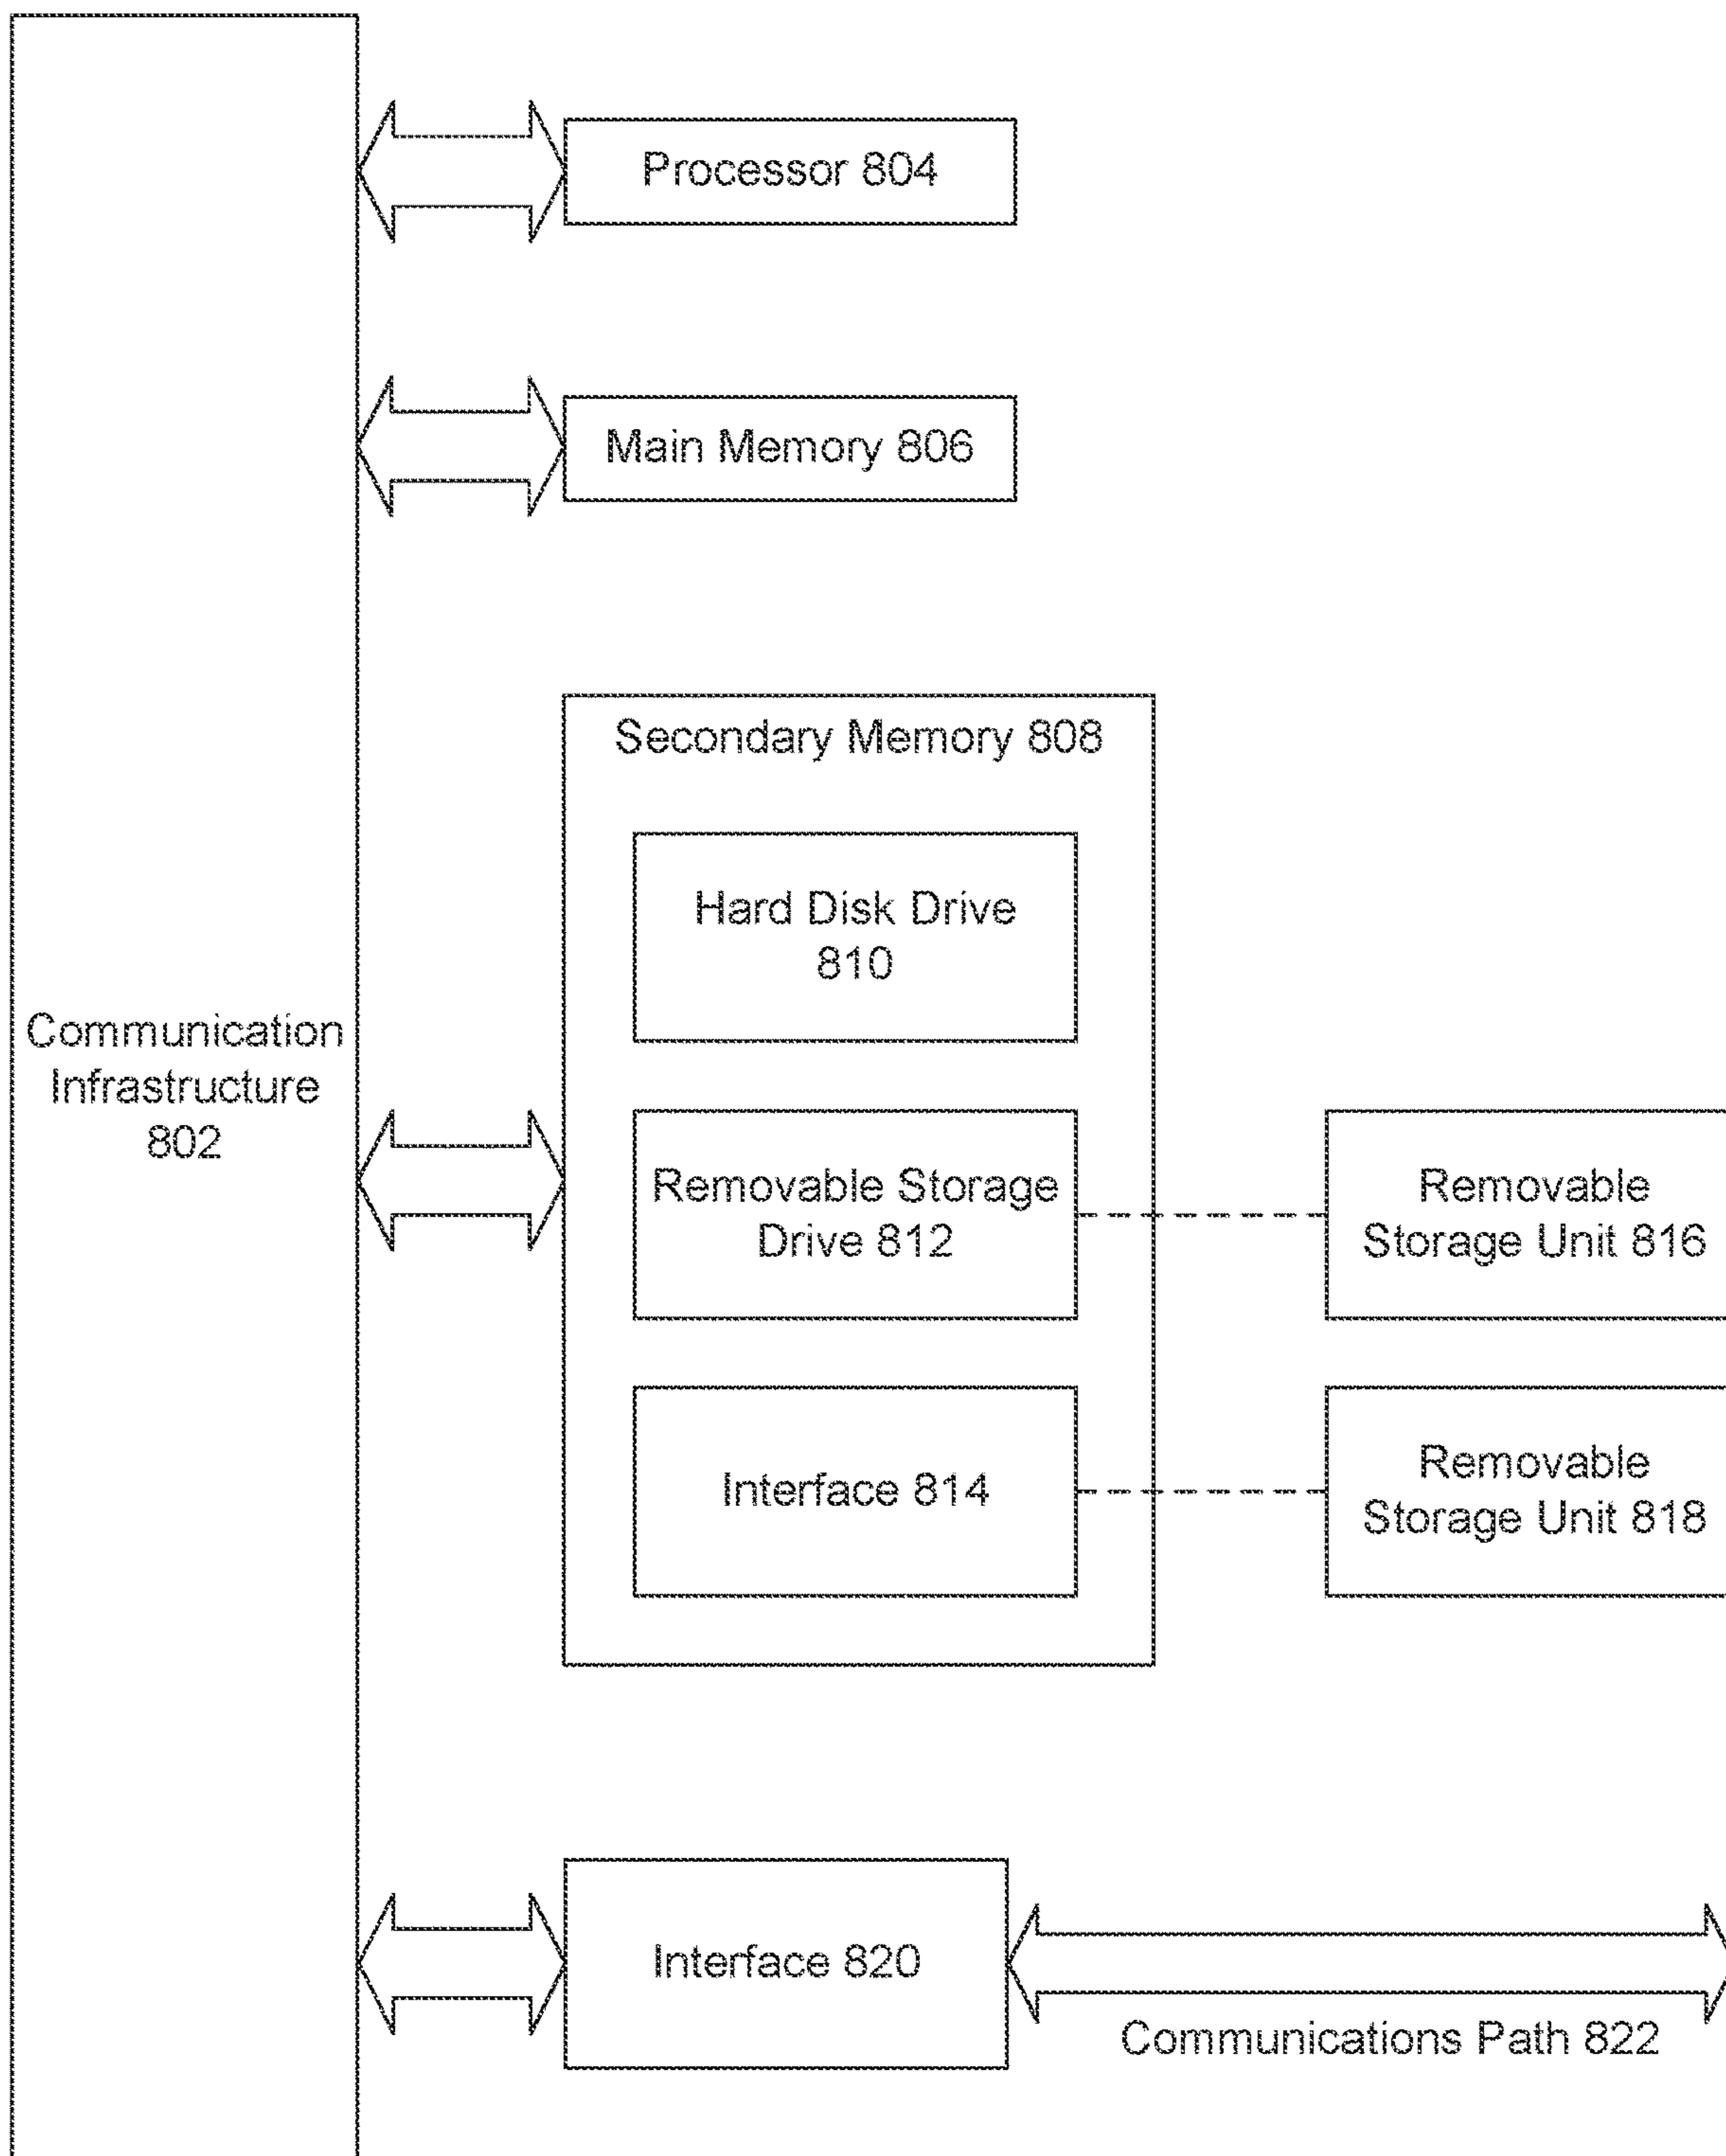 Processor 804
Main Memory 806
Secondary Memory 808
Hard Disk Drive
810
Communication
Infrastructure
802
Removable Storage
Drive 812
Removable
Storage Unit 816
Interface 814
Removable
Storage Unit 818
Interface 820
Communications Path 822